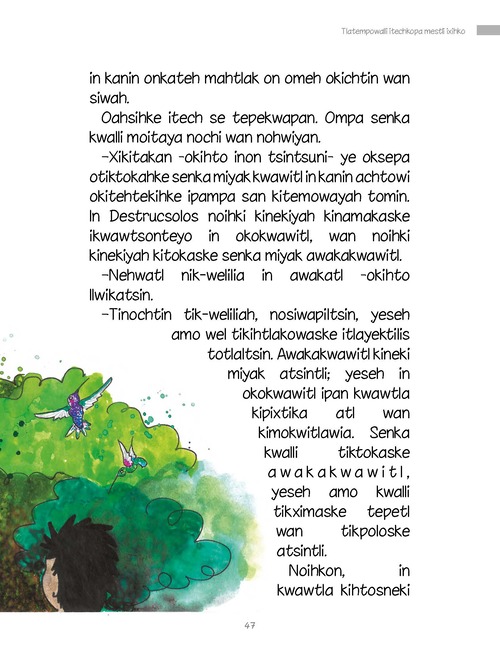 Tlatempowalli itechkopa mestli ixihko
in kanin onkateh mahtlak on omeh okichtin wan
siwah.
Oahsihke itech se tepekwapan. Ompa senka
kwalli moitaya nochi wan nohwiyan.
–Xikitakan -okihto inon tsintsuni- ye oksepa
otiktokahke senka miyak kwawitl in kanin achtowi
okitehtekihke ipampa san kitemowayah tomin.
In Destrucsolos noihki kinekiyah kinamakaske
ikwawtsonteyo in okokwawitl, wan noihki
kinekiyah kitokaske senka miyak awakakwawitl.
–Nehwatl nik-welilia in awakatl -okihto
Ilwikatsin.
–Tinochtin tik-weliliah, nosiwapiltsin, yeseh
amo wel tikihtlakowaske itlayektilis
totlaltsin. Awakakwawitl kineki
miyak atsintli; yeseh in
okokwawitl ipan kwawtla
kipixtika atl wan
kimokwitlawia. Senka
kwalli tiktokaske
awakakwawitl,
yeseh amo kwalli
tikximaske tepetl
wan tikpoloske
atsintli.
Noihkon, in
kwawtla kihtosneki
47